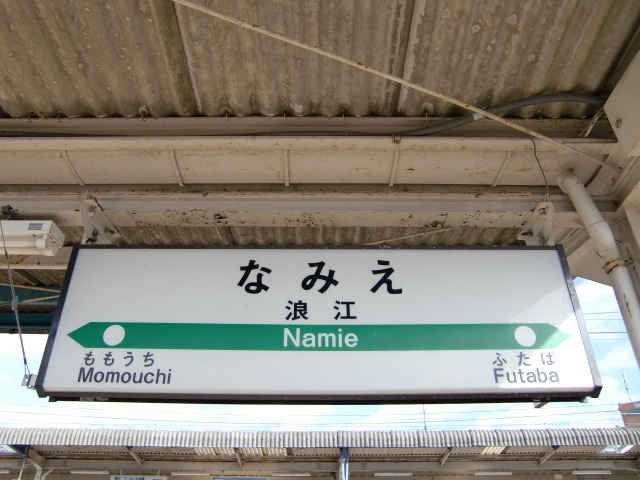 なみえ
浪江
Namie
ももうち
Momouchi
ふたば
Futaba